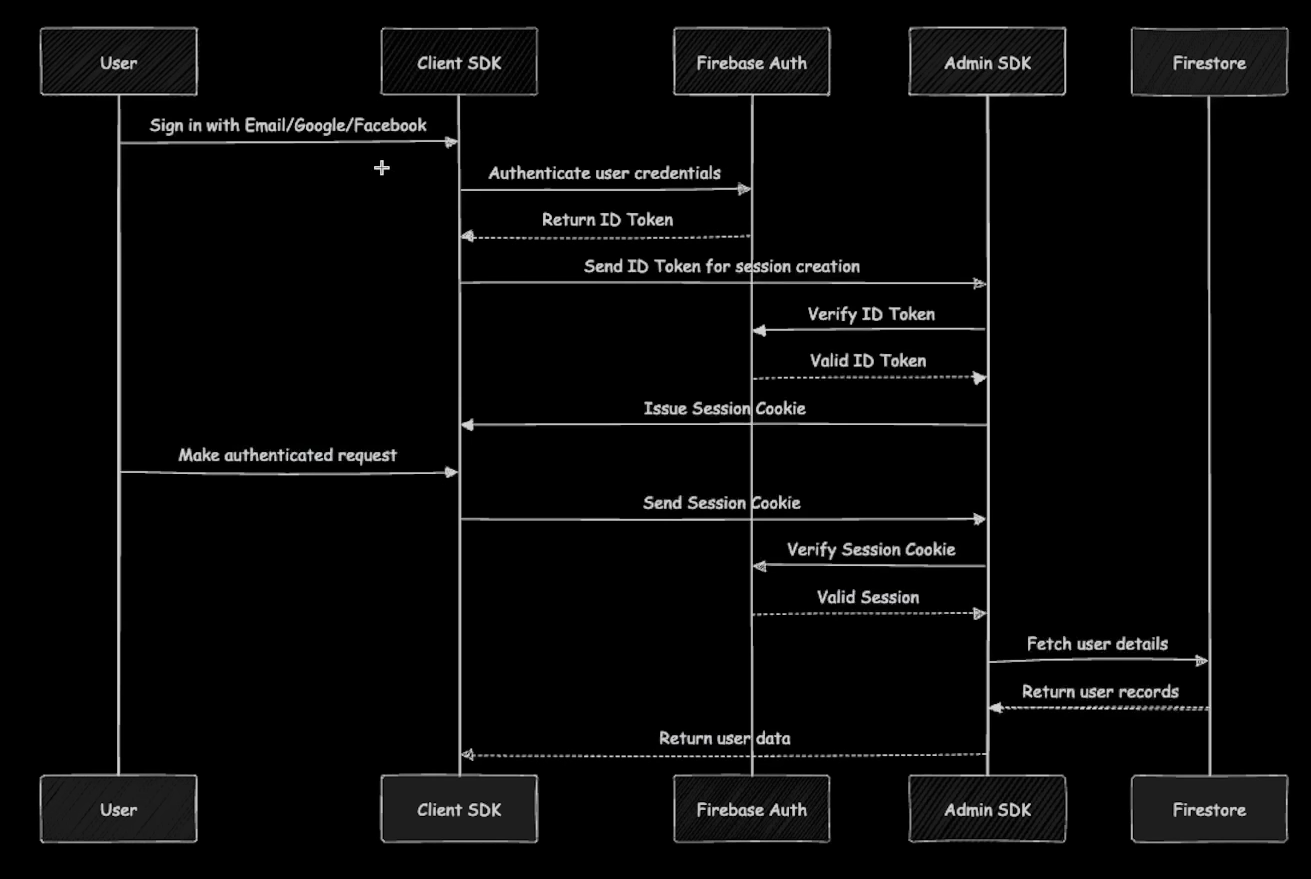 User
Client SDK
Firebase Auth
Admin SDK
Firestore
Sign in with Email/Google/Facebook
Authenticate user credentials
Return ID Token
Send ID Token for session creation
Verify ID Token
Valid ID Token
Issue Session Cookie
Make authenticated request
Send Session Cookie
Verify Session Cookie
Valid Session
Fetch user details
Return user records
Return user data
User
Client SDK
Firebase Auth
Admin SDK
Firestore